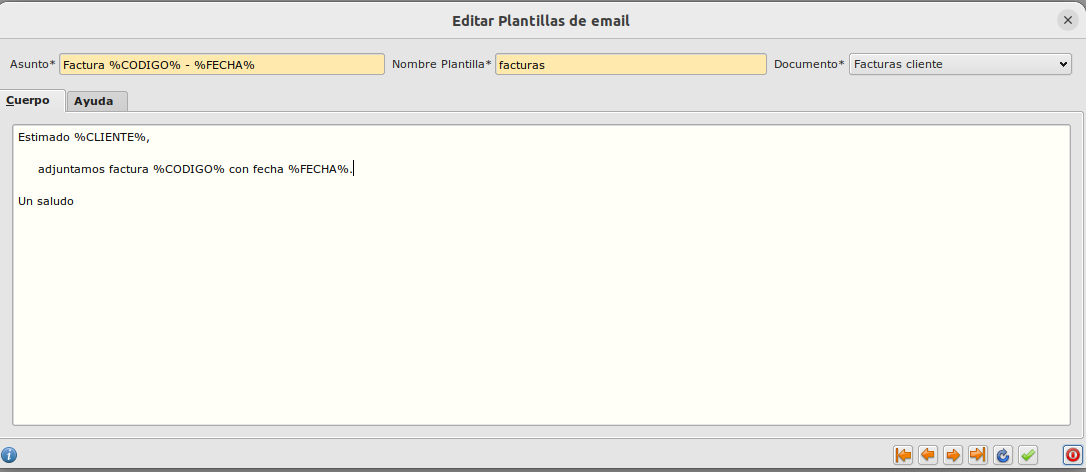 Editar Plantillas de email
Asunto* Factura %CODIGO% - %FECHA% Nombre Plantilla* facturas Documento* Facturas cliente
Cuerpo Ayuda
Estimado %CLIENTE%,
adjuntamos factura %CODIGO% con fecha %FECHA%.
Un saludo